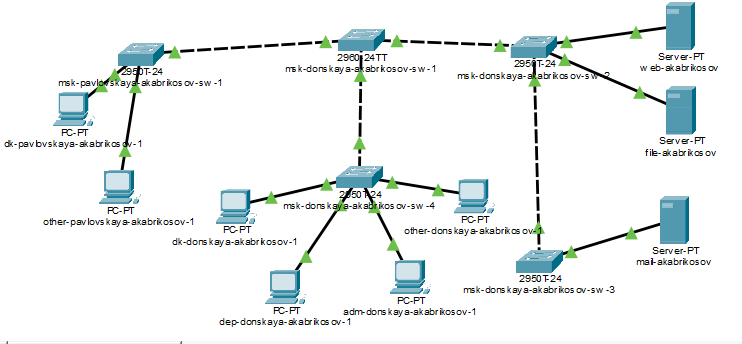 2950T-24
msk-pavlovskaya-akabrikosov-sw-1
2960-24TT
msk-donskaya-akabrikosov-sw-1
2950T-24
msk-donskaya-akabrikosov-sw-2
Server-PT
web-akabrikosov
Server-PT
file-akabrikosov
PC-PT
dk-pavlovskaya-akabrikosov-1
PC-PT
other-pavlovskaya-akabrikosov-1
2950T-24
msk-donskaya-akabrikosov-sw-4
PC-PT
dk-donskaya-akabrikosov-1
PC-PT
other-donskaya-akabrikosov-1
PC-PT
dep-donskaya-akabrikosov-1
PC-PT
adm-donskaya-akabrikosov-1
2950T-24
msk-donskaya-akabrikosov-sw-3
Server-PT
mail-akabrikosov